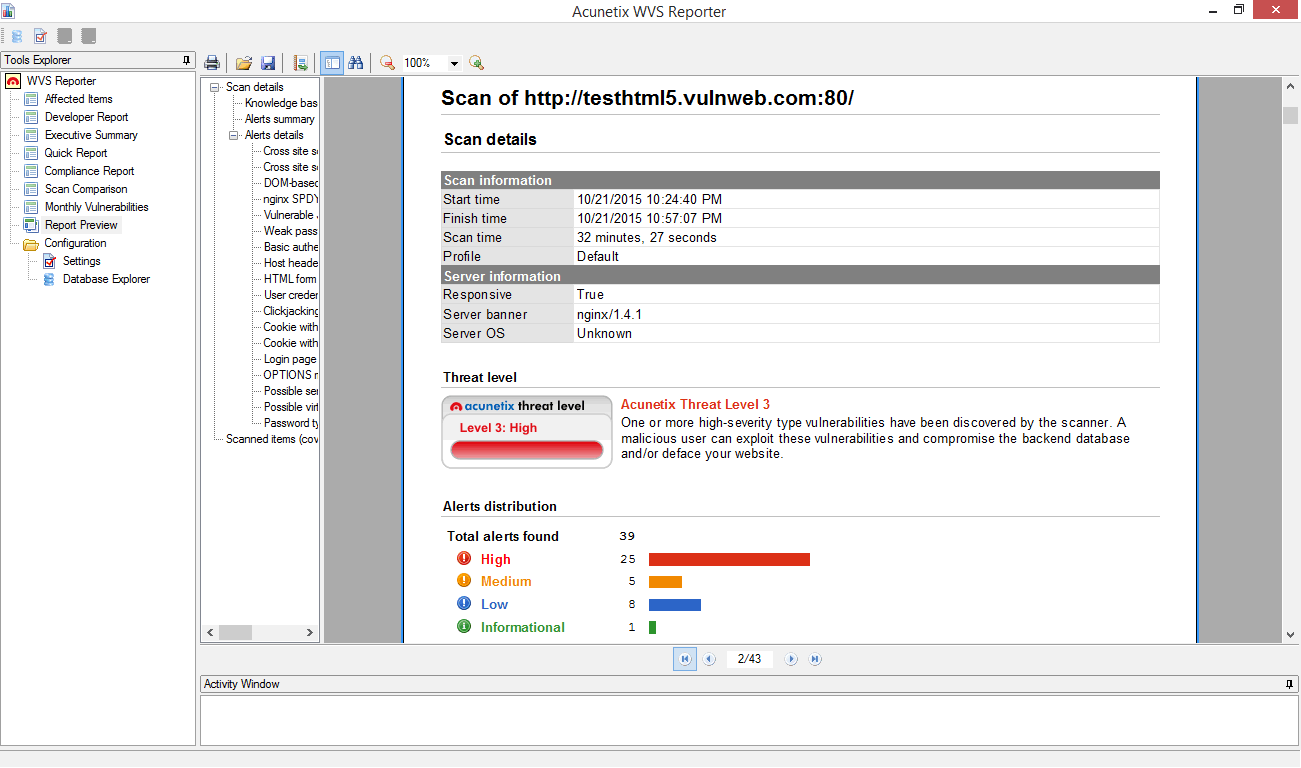 Acunetix WVS Reporter
Tools Explorer
WVS Reporter
Affected Items
Developer Report
Executive Summary
Quick Report
Compliance Report
Scan Comparison
Monthly Vulnerabilities
Report Preview
Configuration
Settings
Database Explorer
100%
Scan details
Knowledge bas
Alerts summary
Alerts details
Cross site s
Cross site s
DOM-based
nginx SPDY
Vulnerable
Weak pass
Basic authe
Host heade
HTML form
User creder
Clickjacking
Cookie with
Cookie with
Login page
OPTIONS
Possible ser
Possible virt
Password ty
Scanned items (cov
Scan of http://testhtml5.vulnweb.com:80/
Scan details
Scan information
Start time 10/21/2015 10:24:40 PM
Finish time 10/21/2015 10:57:07 PM
Scan time 32 minutes, 27 seconds
Profile Default
Server information
Responsive True
Server banner nginx/1.4.1
Server OS Unknown
Threat level
acunetix threat level
Level 3: High
Acunetix Threat Level 3
One or more high-severity type vulnerabilities have been discovered by the scanner. A
malicious user can exploit these vulnerabilities and compromise the backend database
and/or deface your website.
Alerts distribution
Total alerts found 39
High 25
Medium 5
Low 8
Informational 1
2/43
Activity Window